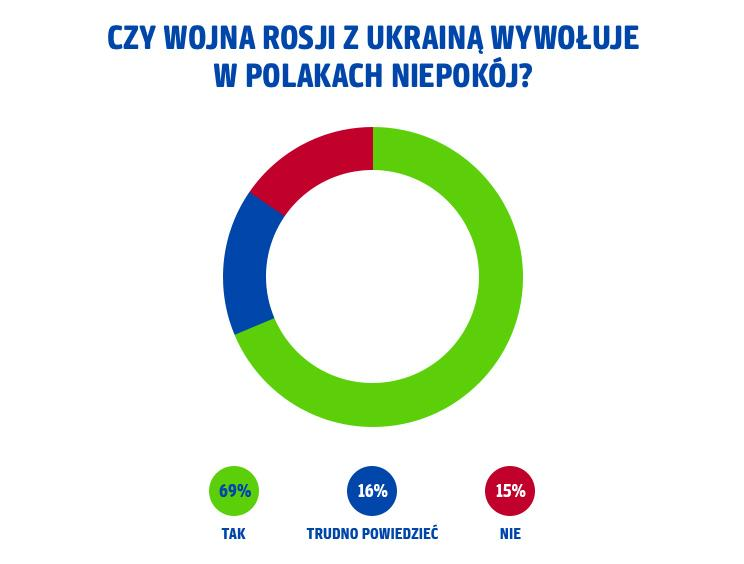 CZY WOJNA ROSJI Z UKRAINĄ WYWOŁUJE
W POLAKACH NIEPOKÓJ?
69%
16%
15%
TAK
TRUDNO POWIEDZIEĆ
NIE